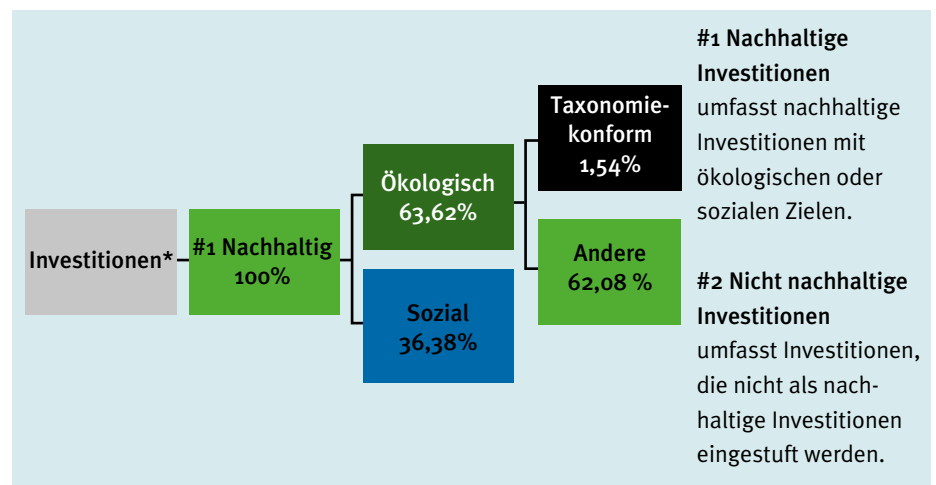 Investitionen*
#1 Nachhaltig
100%
Ökologisch
63,62%
Sozial
36,38%
Taxonomie-
konform
1,54%
Andere
62,08 %
#1 Nachhaltige
Investitionen
umfasst nachhaltige
Investitionen mit
ökologischen oder
sozialen Zielen.
#2 Nicht nachhaltige
Investitionen
umfasst Investitionen,
die nicht als nach-
haltige Investitionen
eingestuft werden.